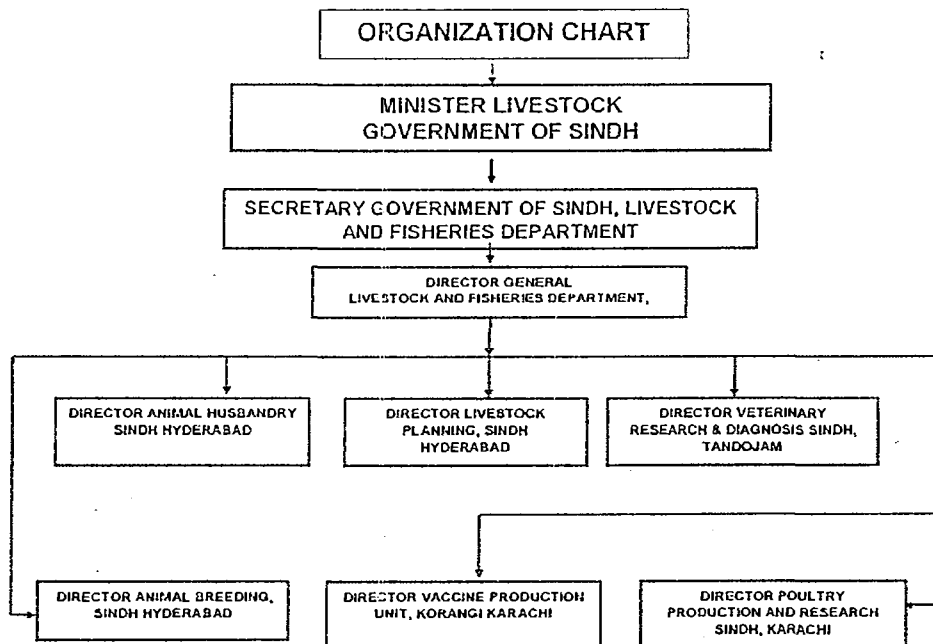 ORGANIZATION CHART
MINISTER LIVESTOCK
GOVERNMENT OF SINDH
SECRETARY GOVERNMENT OF SINDH, LIVESTOCK
AND FISHERIES DEPARTMENT
DIRECTOR GENERAL
LIVESTOCK AND FISHERIES DEPARTMENT,
DIRECTOR ANIMAL HUSBANDRY
SINDH HYDERABAD
DIRECTOR LIVESTOCK
PLANNING, SINDH
HYDERABAD
DIRECTOR VETERINARY
RESEARCH & DIAGNOSIS SINDH,
TANDOJAM
DIRECTOR ANIMAL BREEDING,
SINDH HYDERABAD
DIRECTOR VACCINE PRODUCTION
UNIT, KORANGI KARACHI
DIRECTOR POULTRY
PRODUCTION AND RESEARCH
SINDH, KARACHI